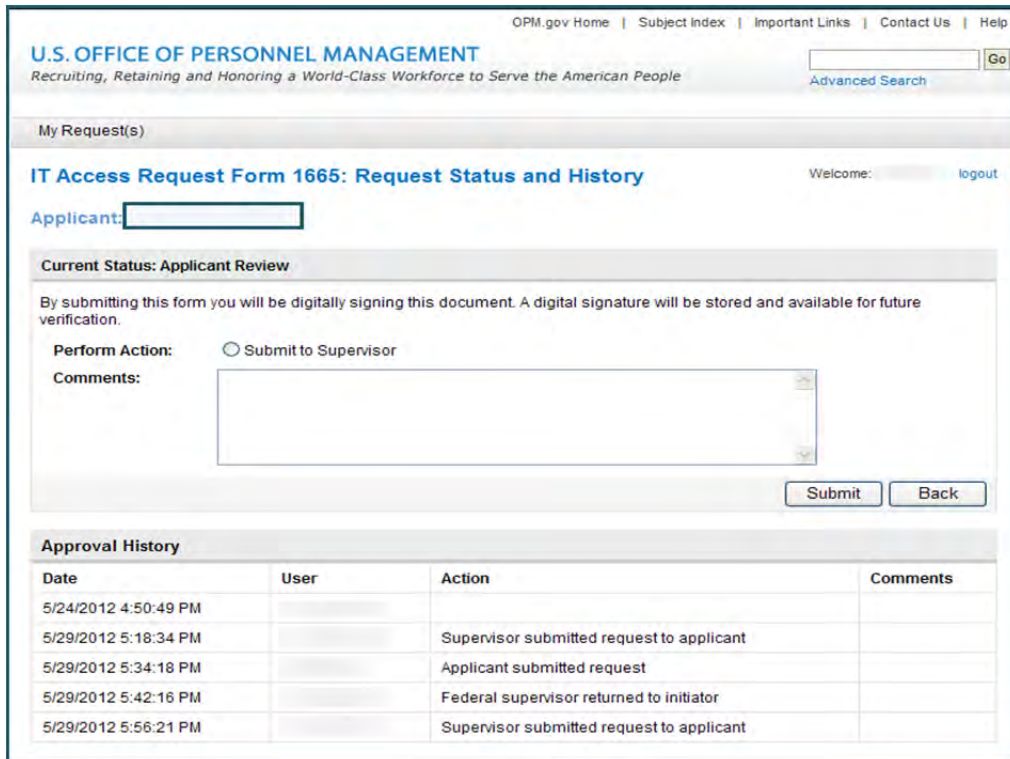 OPM.gov Home | Subject Index | Important Links | Contact Us | Help
U.S. OFFICE OF PERSONNEL MANAGEMENT
Recruiting, Retaining and Honoring a World-Class Workforce to Serve the American People
Go
Advanced Search
My Request(s)
IT Access Request Form 1665: Request Status and History
Welcome: logout
Applicant:
Current Status: Applicant Review
By submitting this form you will be digitally signing this document. A digital signature will be stored and available for future
verification.
Perform Action: Submit to Supervisor
Comments:
Submit Back
Approval History
Date User Action Comments
5/24/2012 4:50:49 PM
5/29/2012 5:18:34 PM Supervisor submitted request to applicant
5/29/2012 5:34:18 PM Applicant submitted request
5/29/2012 5:42:16 PM Federal supervisor returned to initiator
5/29/2012 5:56:21 PM Supervisor submitted request to applicant